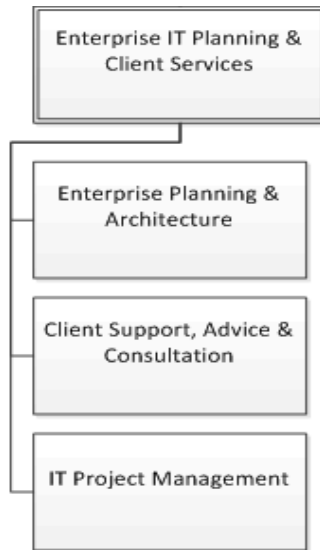 Enterprise IT Planning &
Client Services
Enterprise Planning &
Architecture
Client Support, Advice &
Consultation
IT Project Management